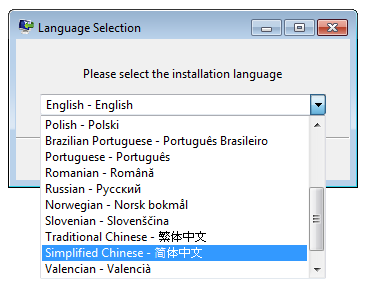 Language Selection
Please select the installation language
English - English
Polish - Polski
Brazilian Portuguese - Português Brasileiro
Portuguese - Português
Romanian - Română
Russian - Русский
Norwegian - Norsk bokmål
Slovenian - Slovenščina
Traditional Chinese - 繁体中文
Simplified Chinese - 简体中文
Valencian - Valencià